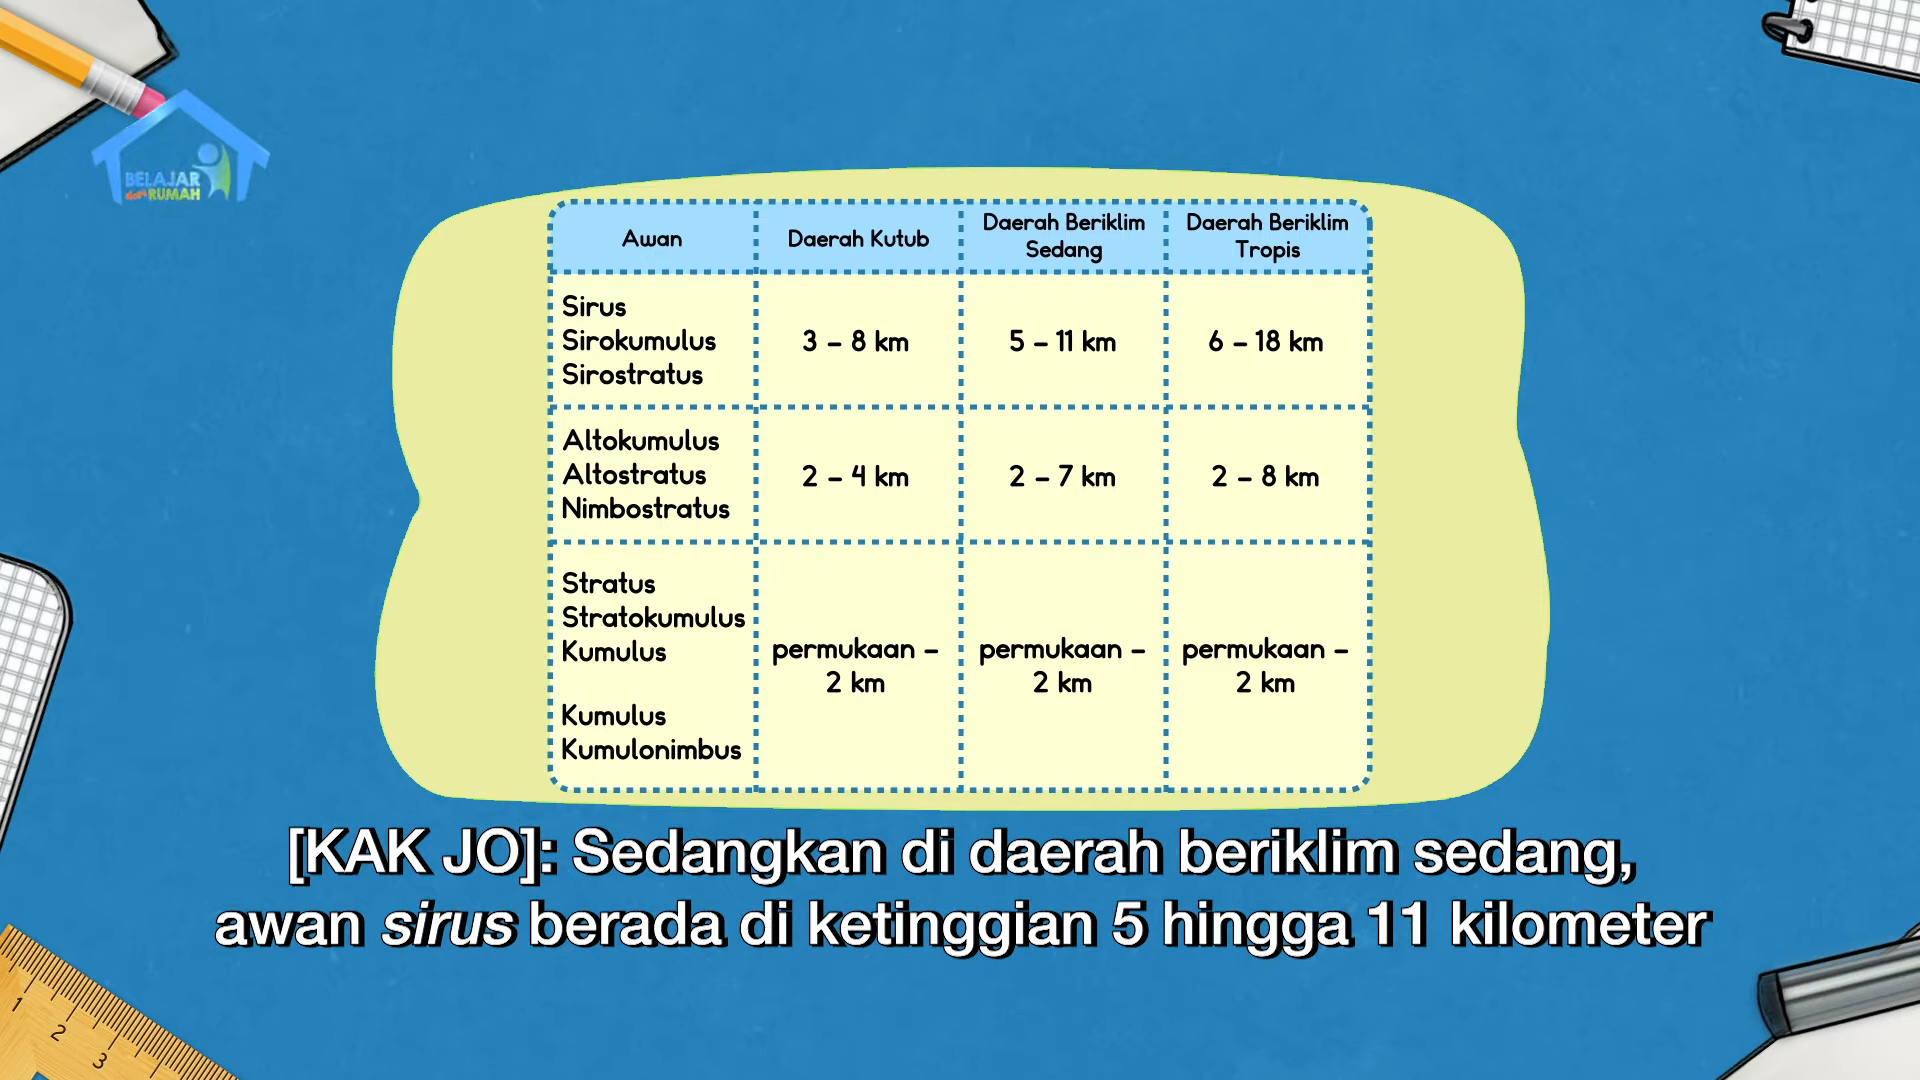 BELAJAR
dari RUMAH
Awan
Daerah Kutub
Daerah Beriklim
Sedang
Daerah Beriklim
Tropis
Sirus
Sirokumulus
Sirostratus
3 – 8 km
5 – 11 km
6 – 18 km
Altokumulus
Altostratus
Nimbostratus
2 – 4 km
2 – 7 km
2 – 8 km
Stratus
Stratokumulus
Kumulus
Kumulus
Kumulonimbus
permukaan –
2 km
permukaan –
2 km
permukaan –
2 km
[KAK JO]: Sedangkan di daerah beriklim sedang,
awan sirus berada di ketinggian 5 hingga 11 kilometer
1
2
3